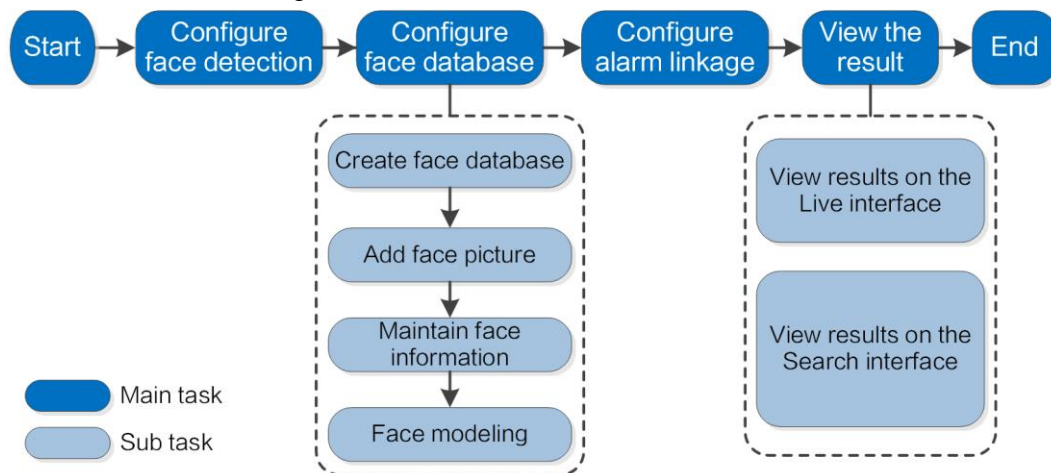 Start
Configure
face detection
Configure
face database
Configure
alarm linkage
View the
result
End
Create face database
Add face picture
Maintain face
information
Face modeling
View results on the
Live interface
View results on the
Search interface
Main task
Sub task